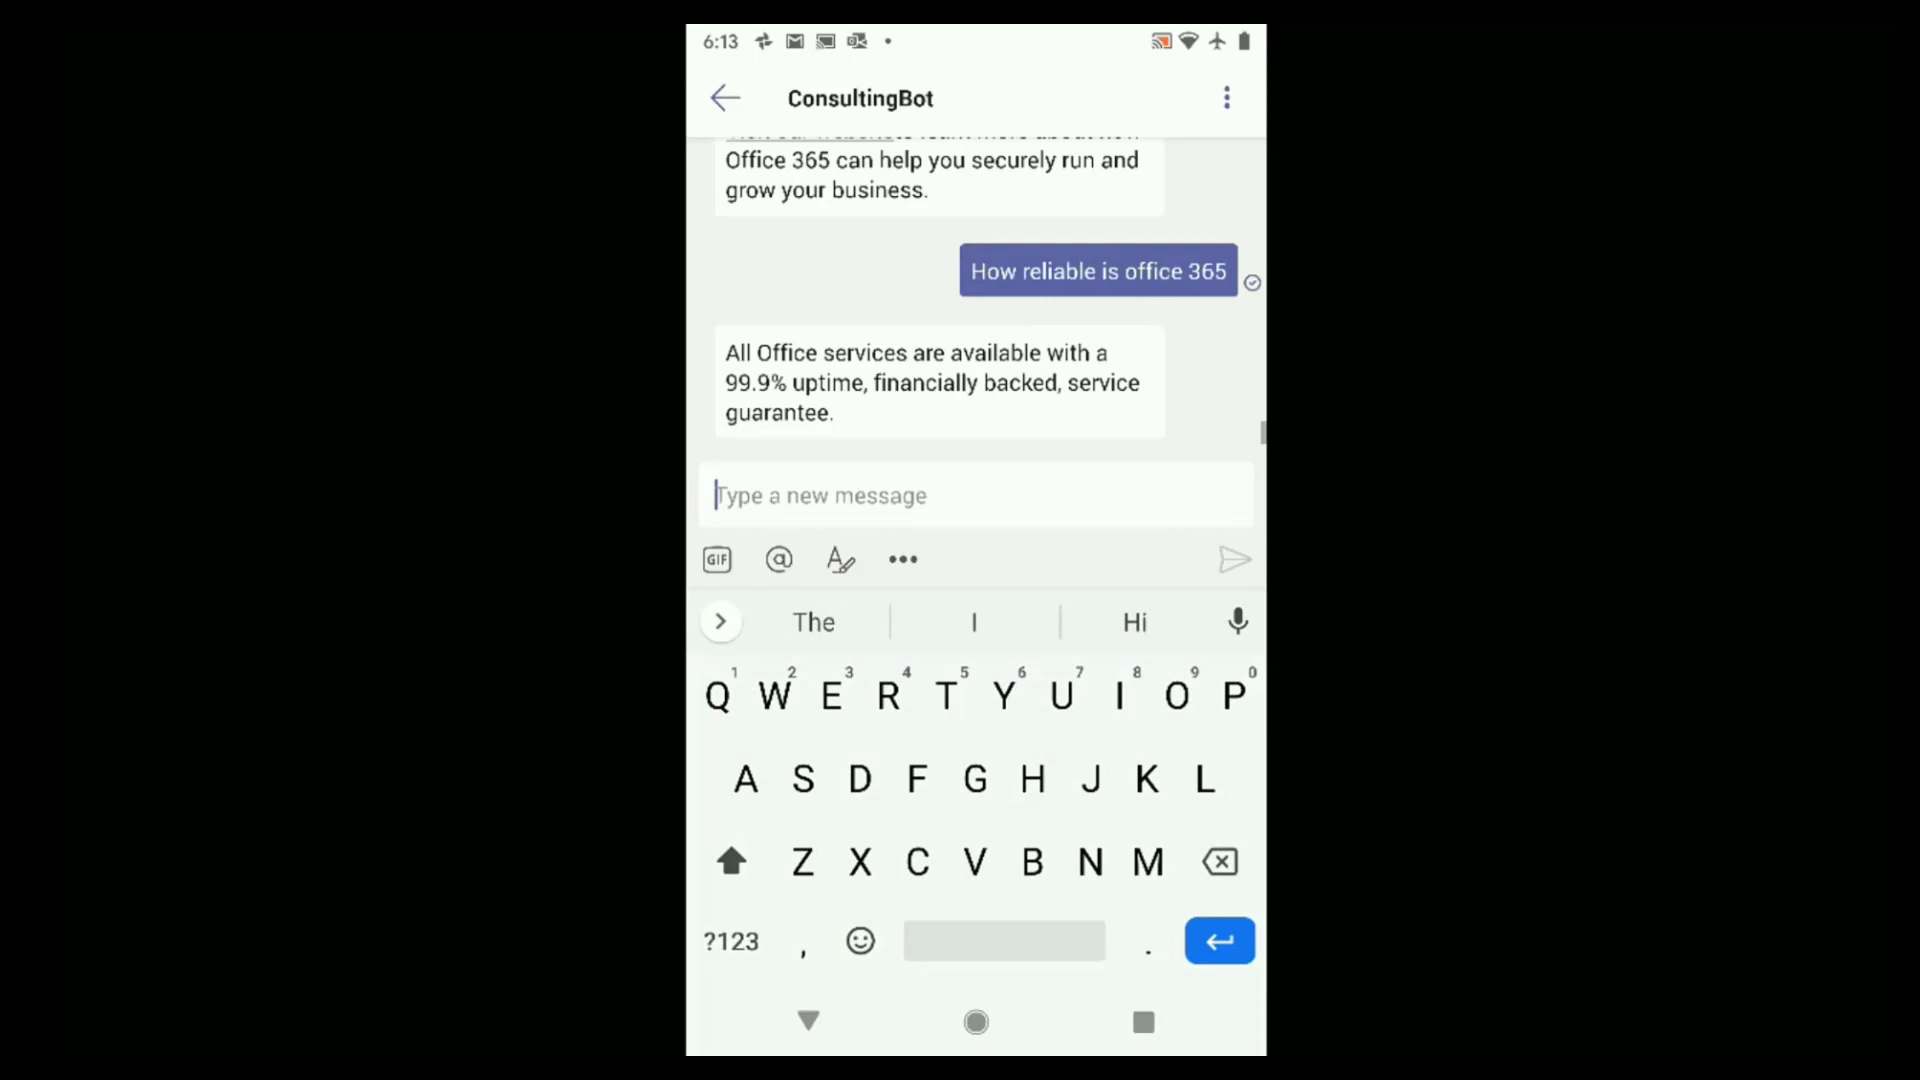 6:13
ConsultingBot
Office 365 can help you securely run and
grow your business.
How reliable is office 365
All Office services are available with a
99.9% uptime, financially backed, service
guarantee.
Type a new message
GIF @
The I Hi
1 2 3 4 5 6 7 8 9 0
Q W E R T Y U I O P
A S D F G H J K L
Z X C V B N M
?123 , .